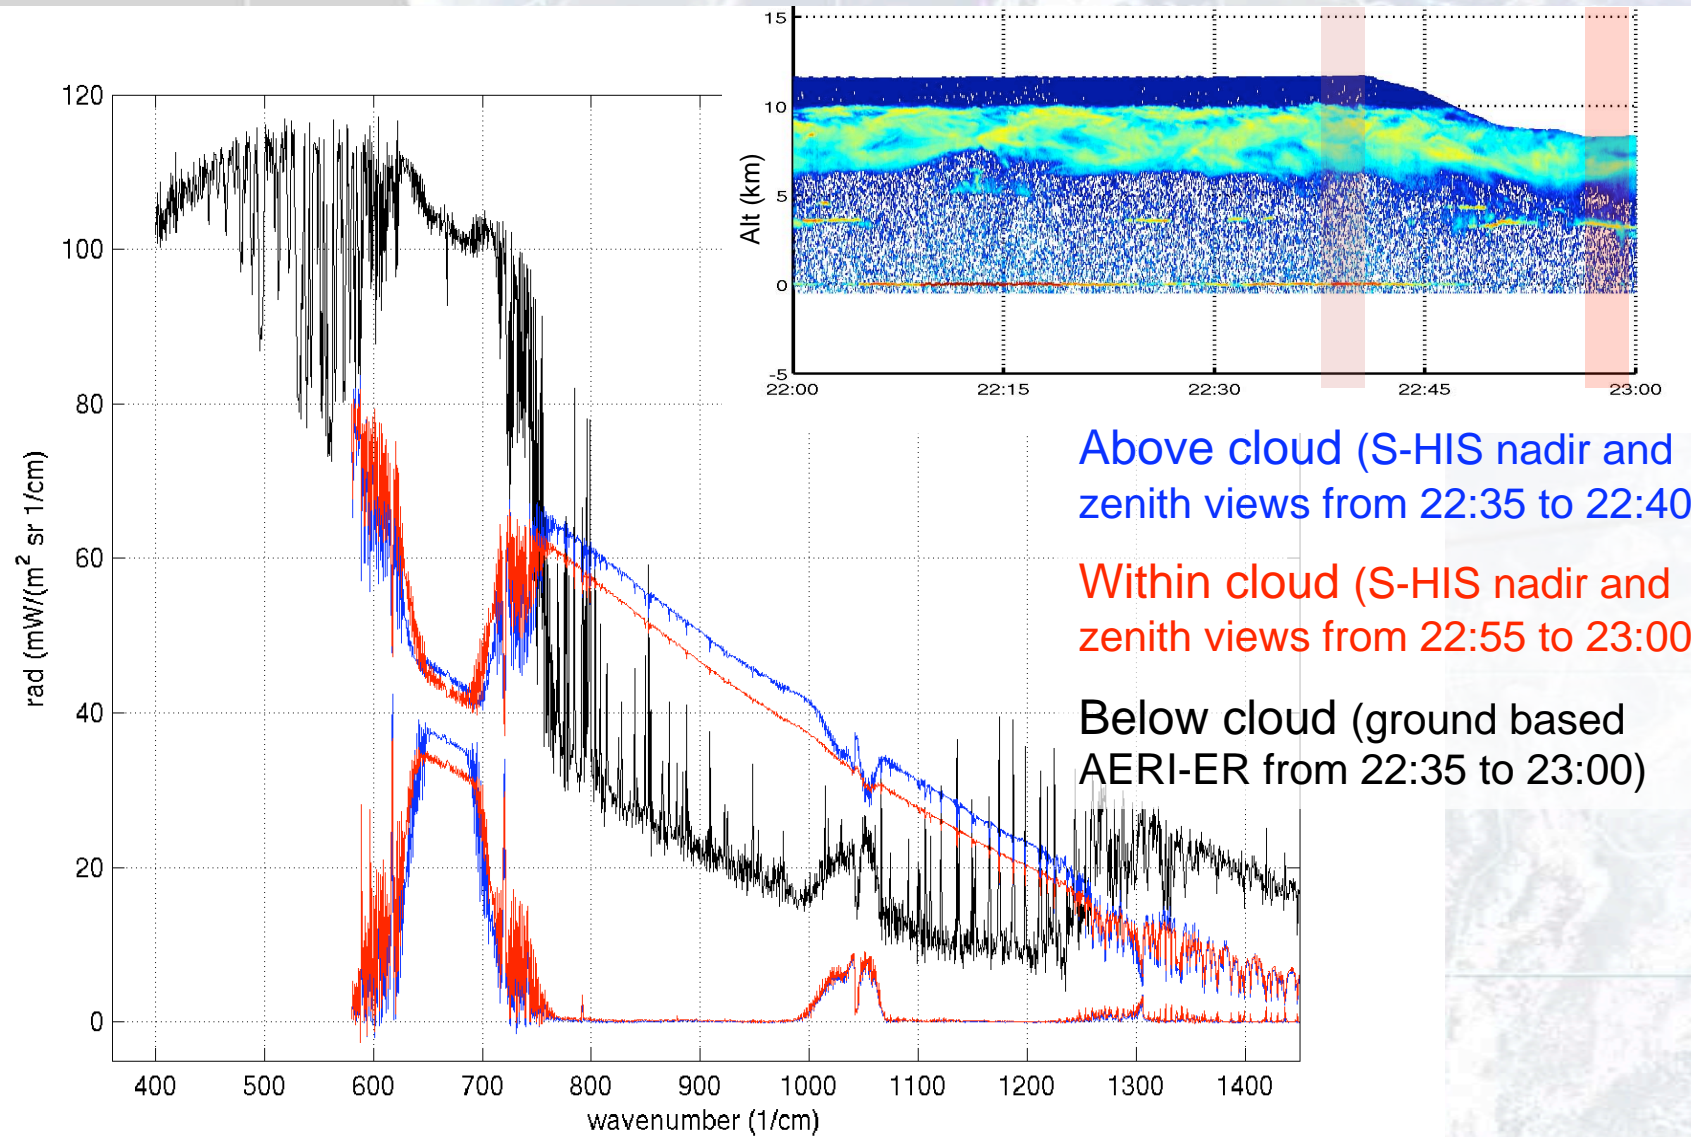 15
10
5
0
-5
Alt (km)
22:00 22:15 22:30 22:45 23:00
120
100
80
60
40
20
0
rad (mW/(m² sr 1/cm)
400 500 600 700 800 900 1000 1100 1200 1300 1400
wavenumber (1/cm)
Above cloud (S-HIS nadir and
zenith views from 22:35 to 22:40
Within cloud (S-HIS nadir and
zenith views from 22:55 to 23:00
Below cloud (ground based
AERI-ER from 22:35 to 23:00)